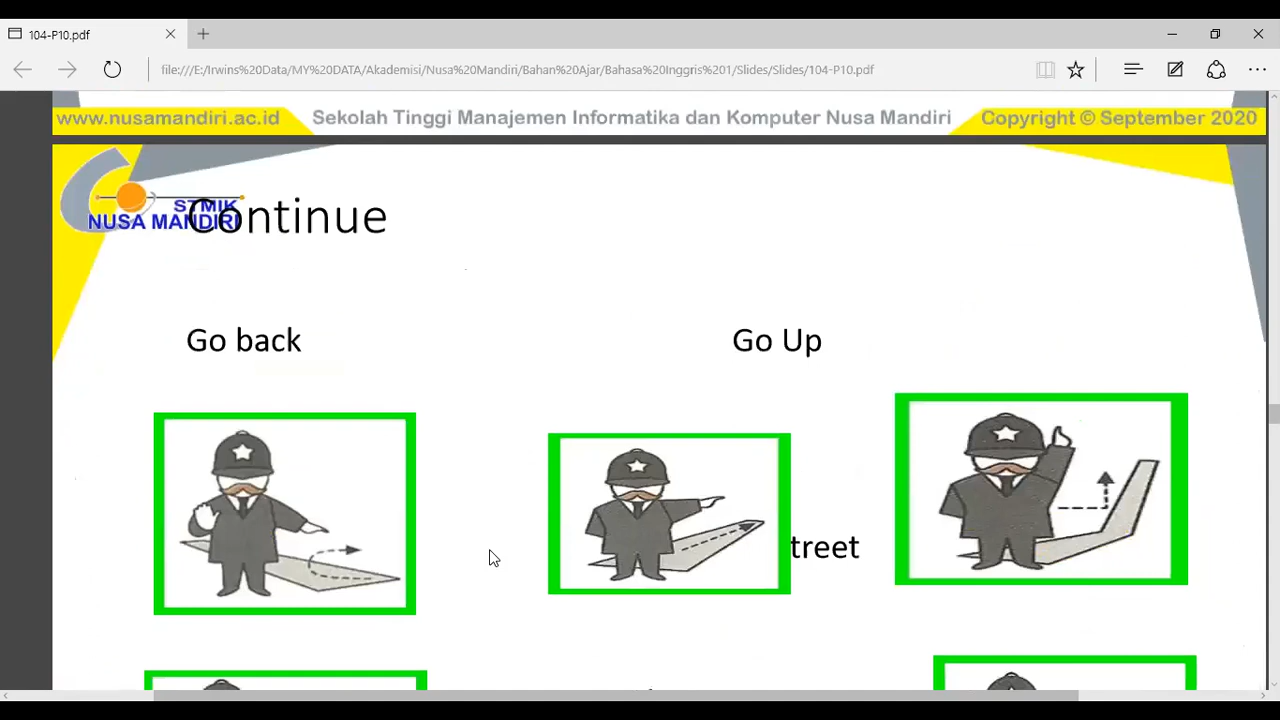 104-P10.pdf
file:///E:/Irwins%20Data/MY%20DATA/Akademisi/Nusa%20Mandiri/Bahan%20Ajar/Bahasa%20Inggris%201/Slides/Slides/104-P10.pdf
www.nusamandiri.ac.id Sekolah Tinggi Manajemen Informatika dan Komputer Nusa Mandiri Copyright © September 2020
STMIK
NUSA MANDIRI
Continue
Go back Go Up
treet